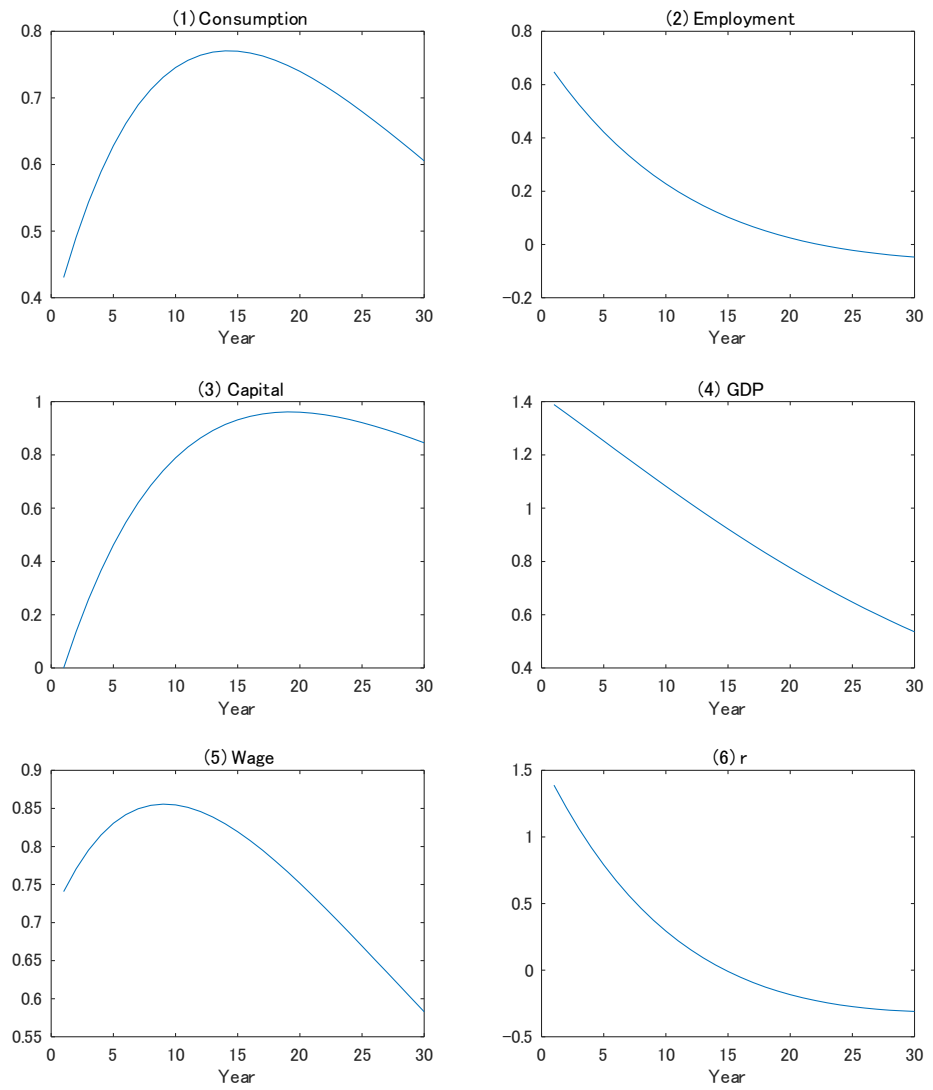 (1) Consumption
0.8
0.7
0.6
0.5
0.4
0 5 10 15 20 25 30
Year
(2) Employment
0.8
0.6
0.4
0.2
0
−0.2
0 5 10 15 20 25 30
Year
(3) Capital
1
0.8
0.6
0.4
0.2
0
0 5 10 15 20 25 30
Year
(4) GDP
1.4
1.2
1
0.8
0.6
0.4
0 5 10 15 20 25 30
Year
(5) Wage
0.9
0.85
0.8
0.75
0.7
0.65
0.6
0.55
0 5 10 15 20 25 30
Year
(6) r
1.5
1
0.5
0
−0.5
0 5 10 15 20 25 30
Year